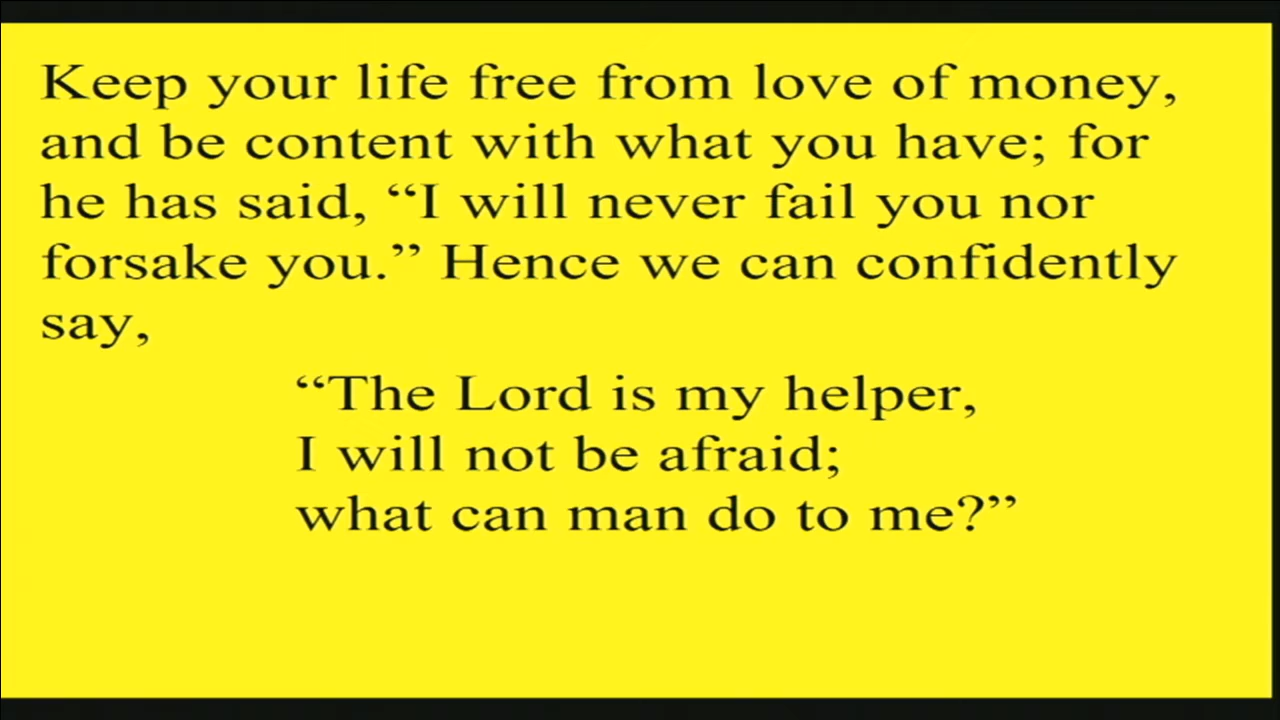 Keep your life free from love of money,
and be content with what you have; for
he has said, “I will never fail you nor
forsake you.” Hence we can confidently
say,
“The Lord is my helper,
I will not be afraid;
what can man do to me?”